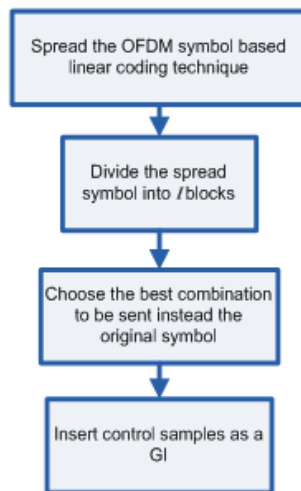 Spread the OFDM symbol based
linear coding technique
Divide the spread
symbol into l blocks
Choose the best combination
to be sent instead the
original symbol
Insert control samples as a
GI